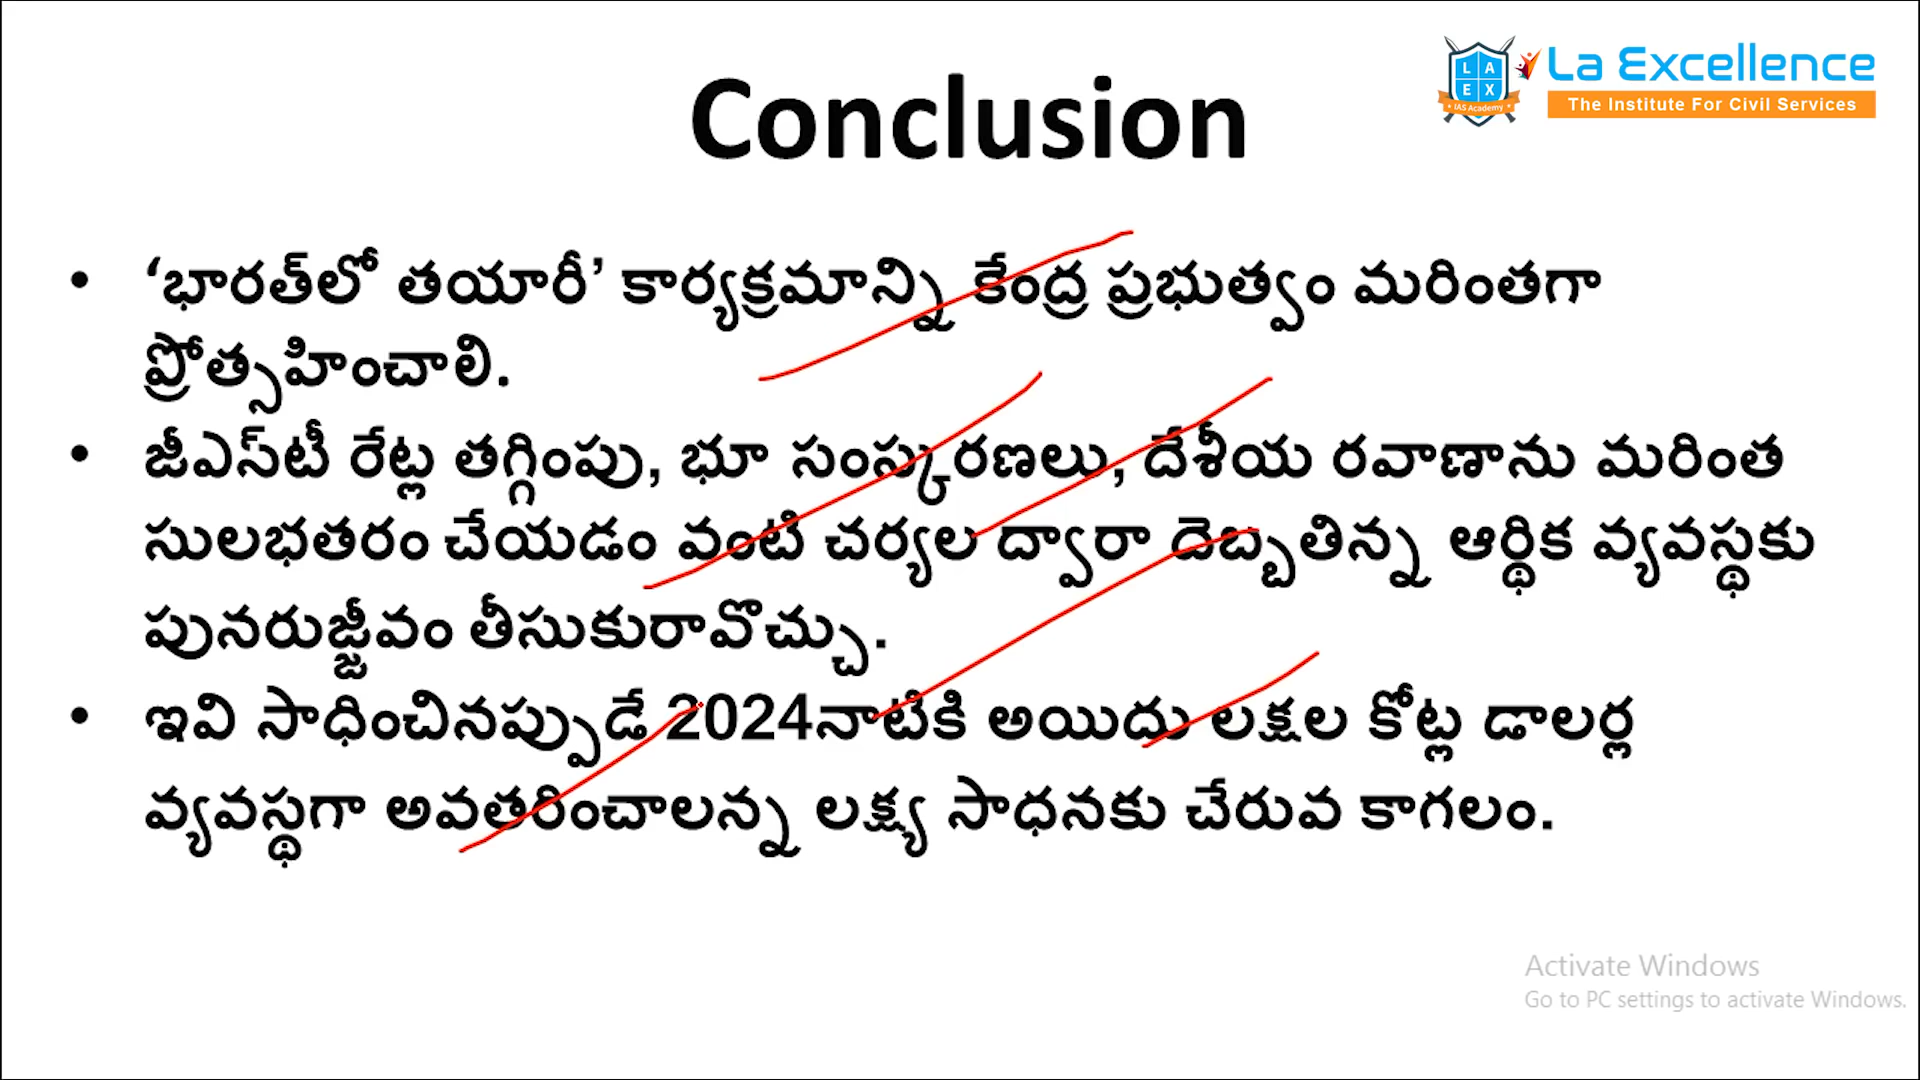 Conclusion
L A
E X
IAS Academy
La Excellence
The Institute For Civil Services
• ‘భారత్‌లో తయారీ’ కార్యక్రమాన్ని కేంద్ర ప్రభుత్వం మరింతగా
ప్రోత్సహించాలి.
• జీఎస్‌టీ రేట్ల తగ్గింపు, భూ సంస్కరణలు, దేశీయ రవాణాను మరింత
సులభతరం చేయడం వంటి చర్యల ద్వారా దెబ్బతిన్న ఆర్థిక వ్యవస్థకు
పునరుజ్జీవం తీసుకురావొచ్చు.
• ఇవి సాధించినప్పుడే 2024నాటికి అయిదు లక్షల కోట్ల డాలర్ల
వ్యవస్థగా అవతరించాలన్న లక్ష్య సాధనకు చేరువ కాగలం.
Activate Windows
Go to PC settings to activate Windows.